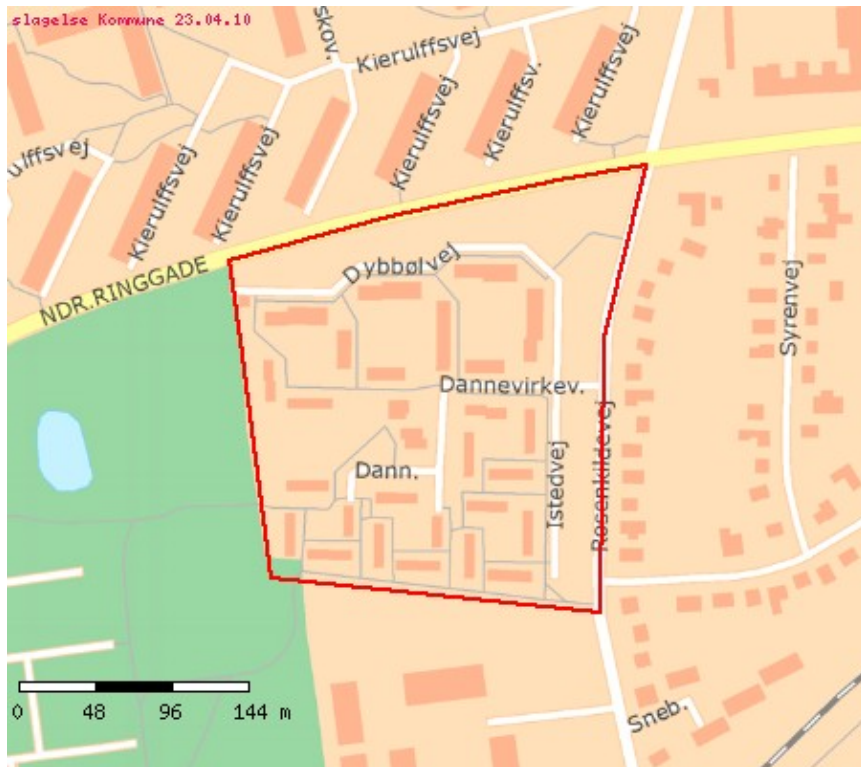 slagelse Kommune 23.04.10
skov.
Kierulffsvej
Kierulffsvej
Kierulffsv.
Kierulffsvej
ulffsvej
Kierulffsvej
Kierulffsvej
NDR.RINGGADE
Dybbølvej
Syrenvej
Dannevirkev.
Dann.
Istedvej
Rosenkildevej
Sneb.
0 48 96 144 m